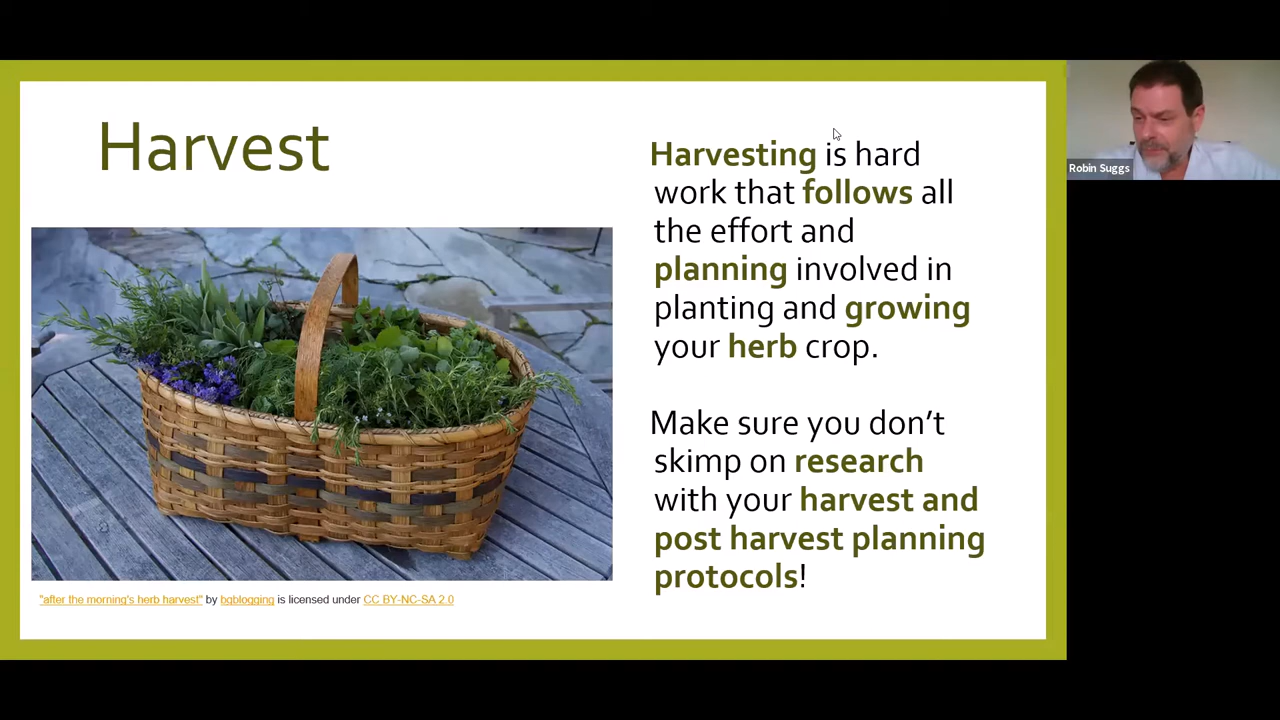 Harvest
Harvesting is hard
work that follows all
the effort and
planning involved in
planting and growing
your herb crop.
Make sure you don’t
skimp on research
with your harvest and
post harvest planning
protocols!
"after the morning's herb harvest" by bgblogging is licensed under CC BY-NC-SA 2.0
Robin Suggs